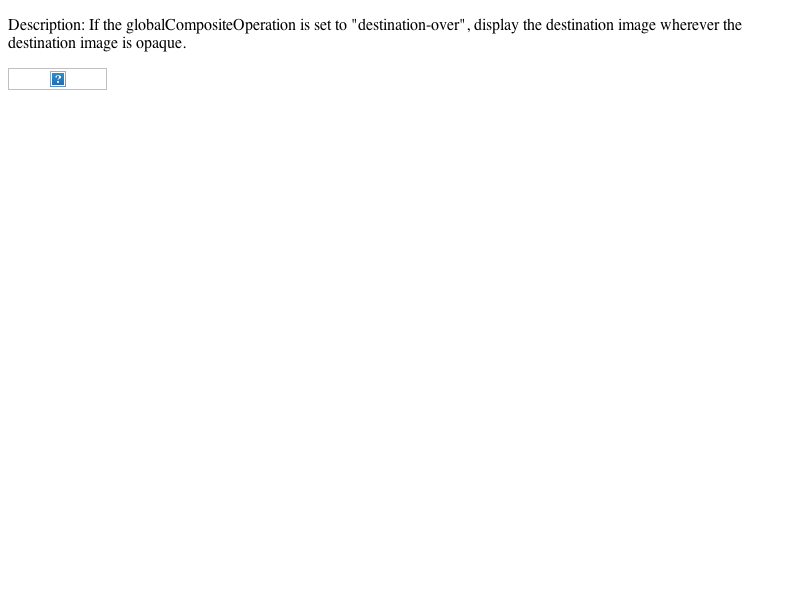 Description: If the globalCompositeOperation is set to "destination-over", display the destination image wherever the
destination image is opaque.
?